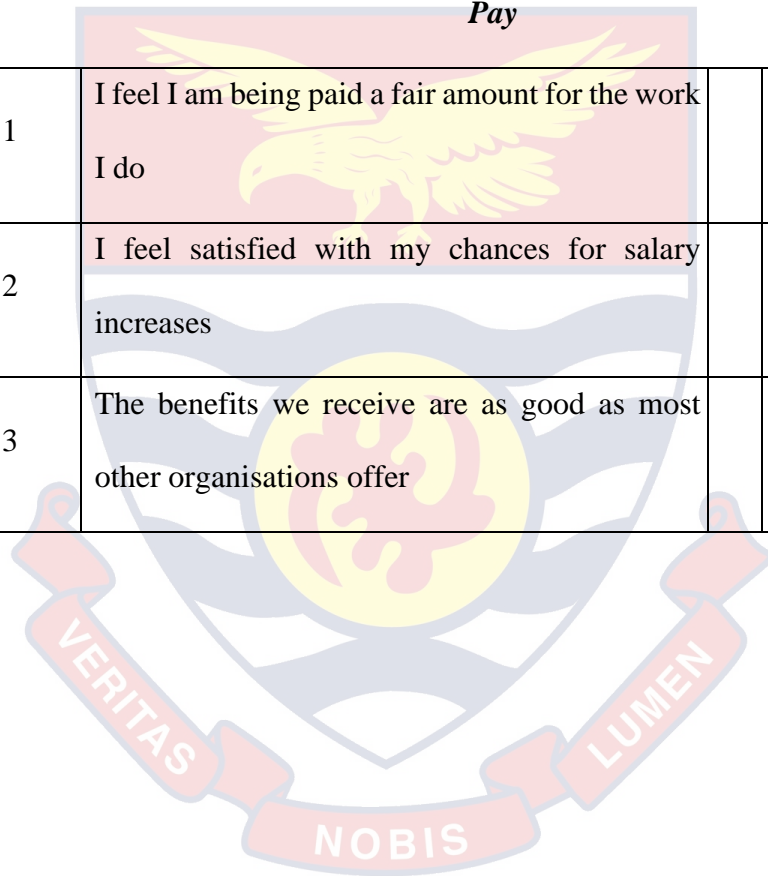 Pay
1
I feel I am being paid a fair amount for the work
I do
2
I feel satisfied with my chances for salary
increases
3
The benefits we receive are as good as most
other organisations offer
VERITAS
NOBIS
LUMEN